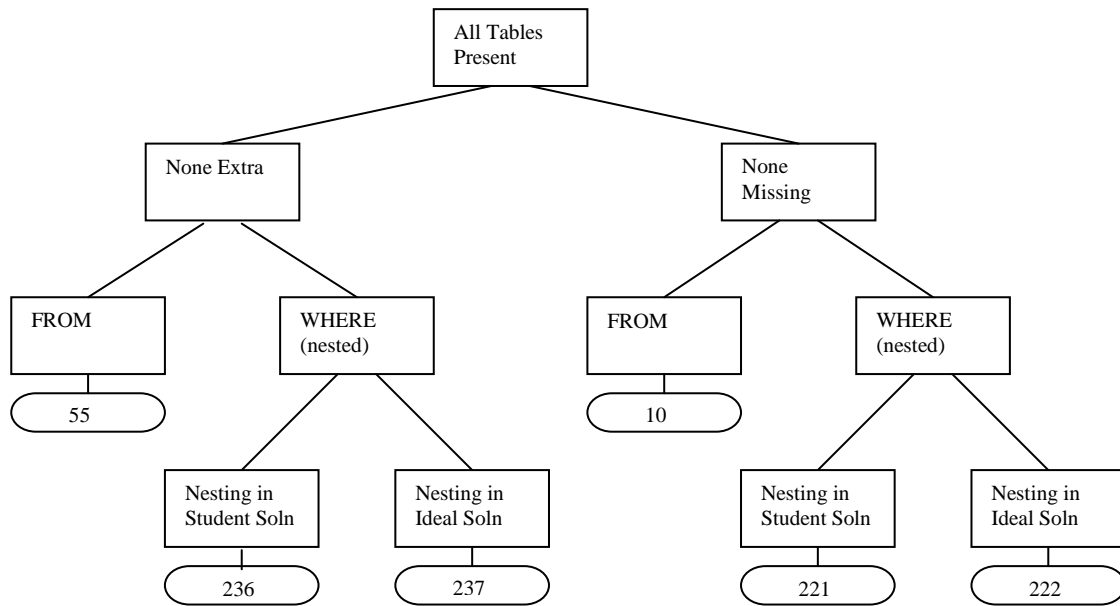 All Tables
Present
None Extra
None
Missing
FROM
WHERE
(nested)
FROM
WHERE
(nested)
55
10
Nesting in
Student Soln
Nesting in
Ideal Soln
Nesting in
Student Soln
Nesting in
Ideal Soln
236
237
221
222